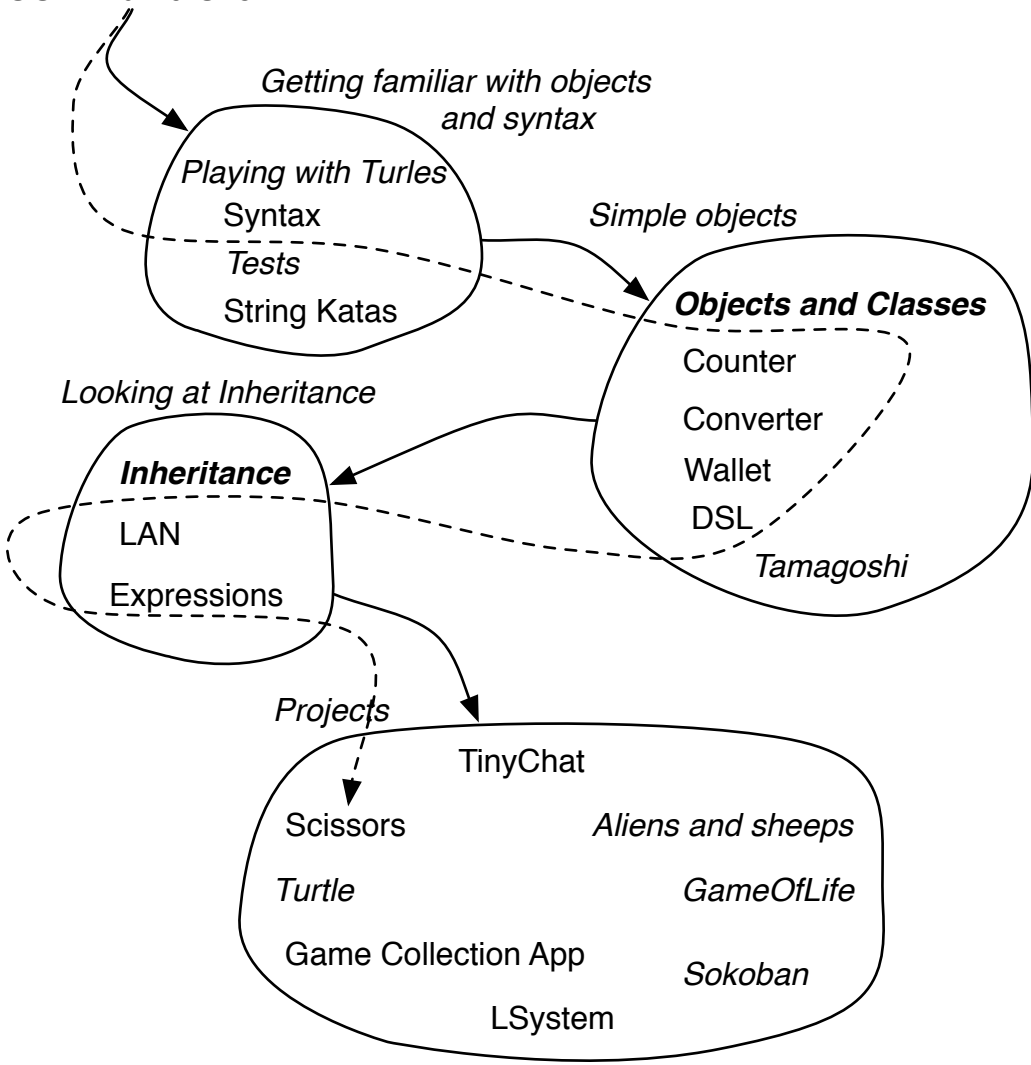 Getting familiar with objects
and syntax
Playing with Turles
Syntax
Tests
String Katas
Simple objects
Objects and Classes
Counter
Converter
Wallet
DSL
Tamagoshi
Looking at Inheritance
Inheritance
LAN
Expressions
Projects
TinyChat
Scissors
Aliens and sheeps
Turtle
GameOfLife
Game Collection App
Sokoban
LSystem